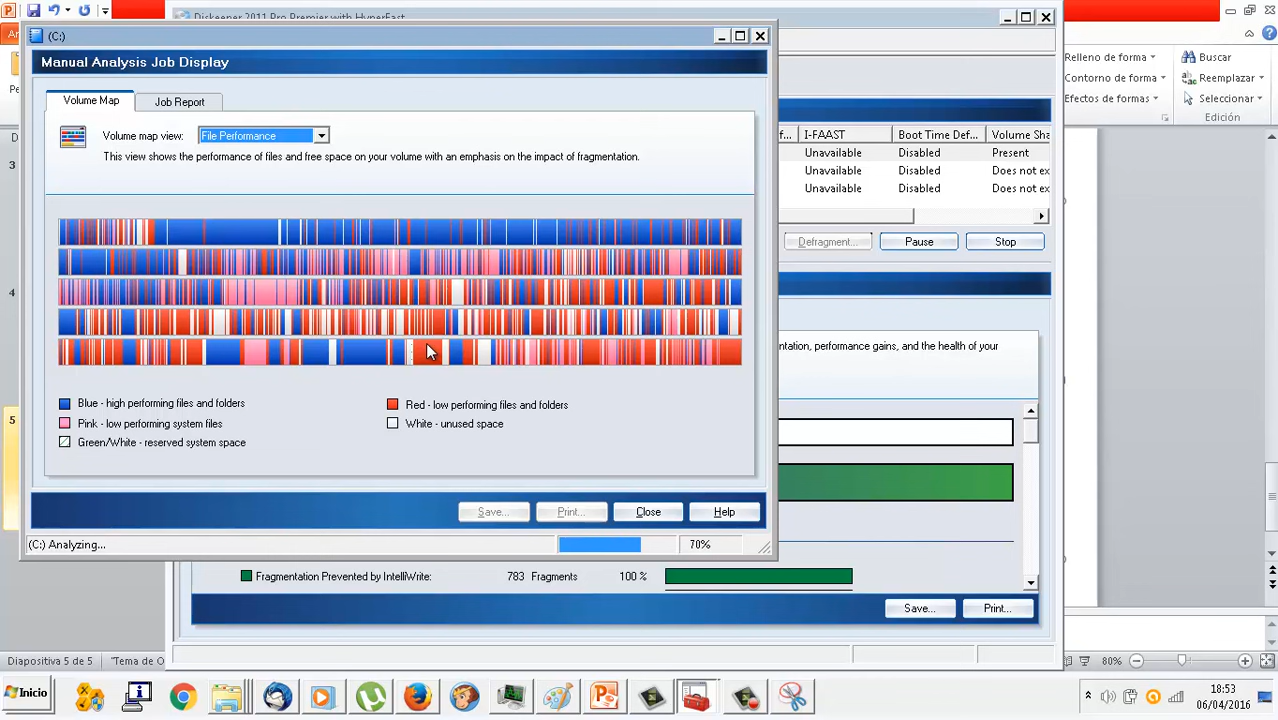 Diskeeper 2011 Pro Premier with HyperFast
(C:)
Manual Analysis Job Display
Volume Map
Job Report
Volume map view:
File Performance
This view shows the performance of files and free space on your volume with an emphasis on the impact of fragmentation.
Blue - high performing files and folders
Red - low performing files and folders
Pink - low performing system files
White - unused space
Green/White - reserved system space
Save...
Print...
Close
Help
(C:) Analyzing...
70%
I-FAAST
Boot Time Def...
Volume Sha
Unavailable
Disabled
Present
Unavailable
Disabled
Does not ex
Unavailable
Disabled
Does not ex
Defragment...
Pause
Stop
ntation, performance gains, and the health of your
Fragmentation Prevented by IntelliWrite:
783 Fragments
100 %
Save...
Print...
Relleno de forma
Contorno de forma
Efectos de formas
Buscar
Reemplazar
Seleccionar
Edición
3
4
5
Diapositiva 5 de 5
"Tema de O
80%
Inicio
18:53
06/04/2016